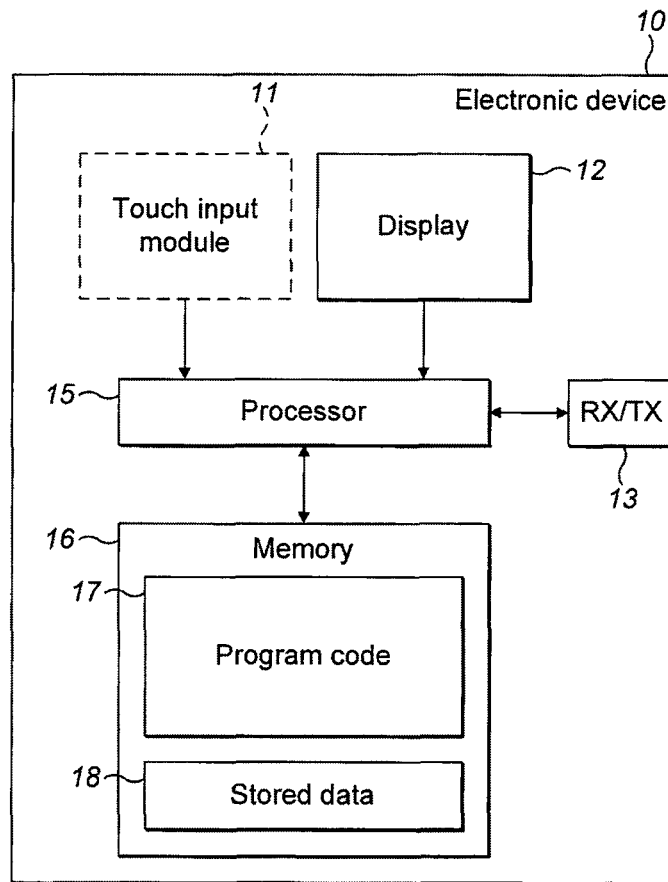 10
Electronic device
11
12
Touch input
module
Display
15
Processor
RX/TX
13
16
Memory
17
Program code
18
Stored data